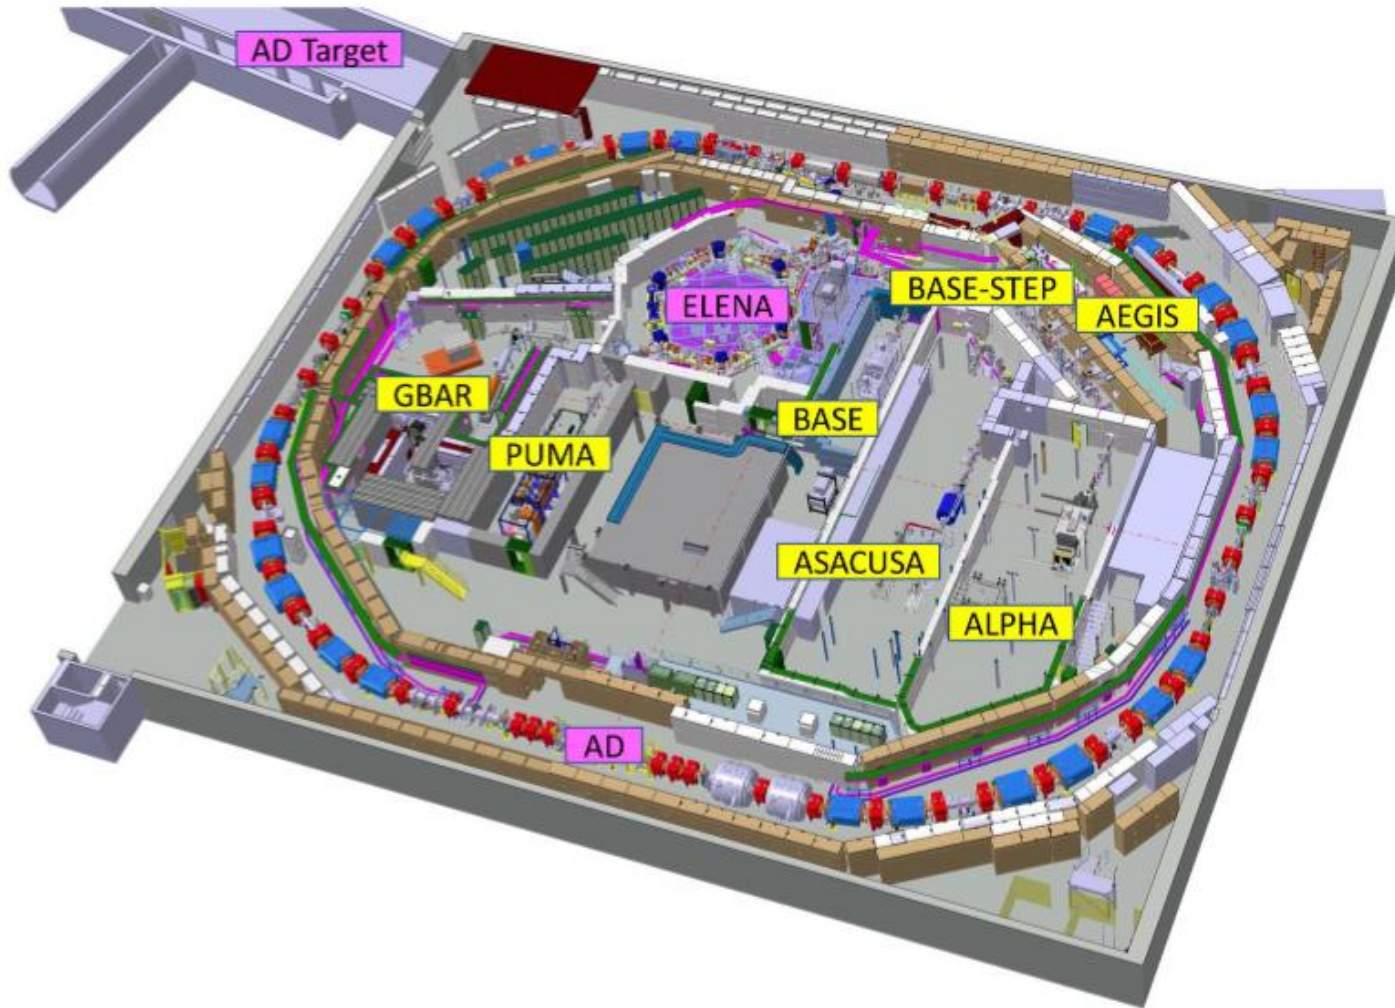 AD Target
ELENA
BASE-STEP
AEGIS
GBAR
BASE
PUMA
ASACUSA
ALPHA
AD